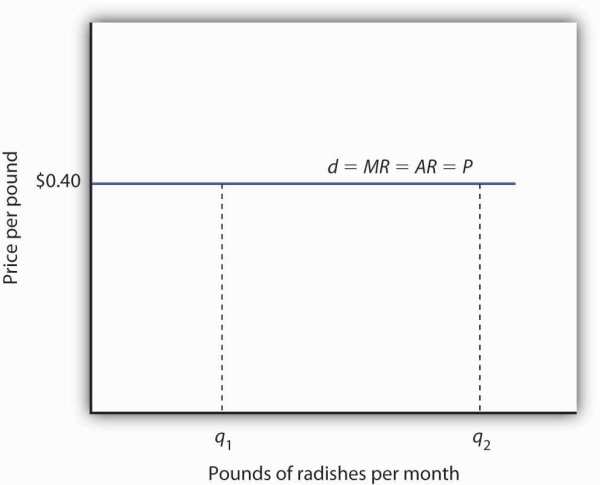 Price per pound
$0.40
d = MR = AR = P
q1
q2
Pounds of radishes per month